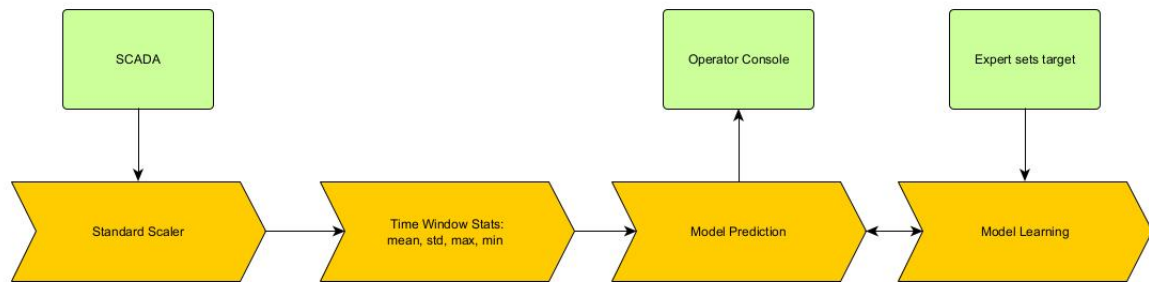 SCADA
Operator Console
Expert sets target
Standard Scaler
Time Window Stats:
mean, std, max, min
Model Prediction
Model Learning